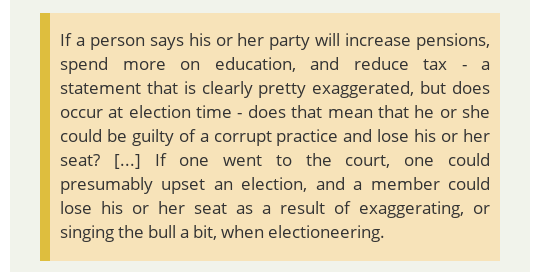 If a person says his or her party will increase pensions,
spend more on education, and reduce tax - a
statement that is clearly pretty exaggerated, but does
occur at election time - does that mean that he or she
could be guilty of a corrupt practice and lose his or her
seat? [...] If one went to the court, one could
presumably upset an election, and a member could
lose his or her seat as a result of exaggerating, or
singing the bull a bit, when electioneering.